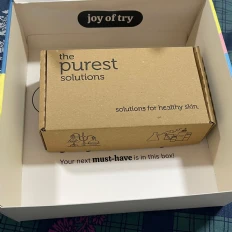 joy of try
the
purest
solutions
solutions for healthy skin.
Your next must-have is in this box!